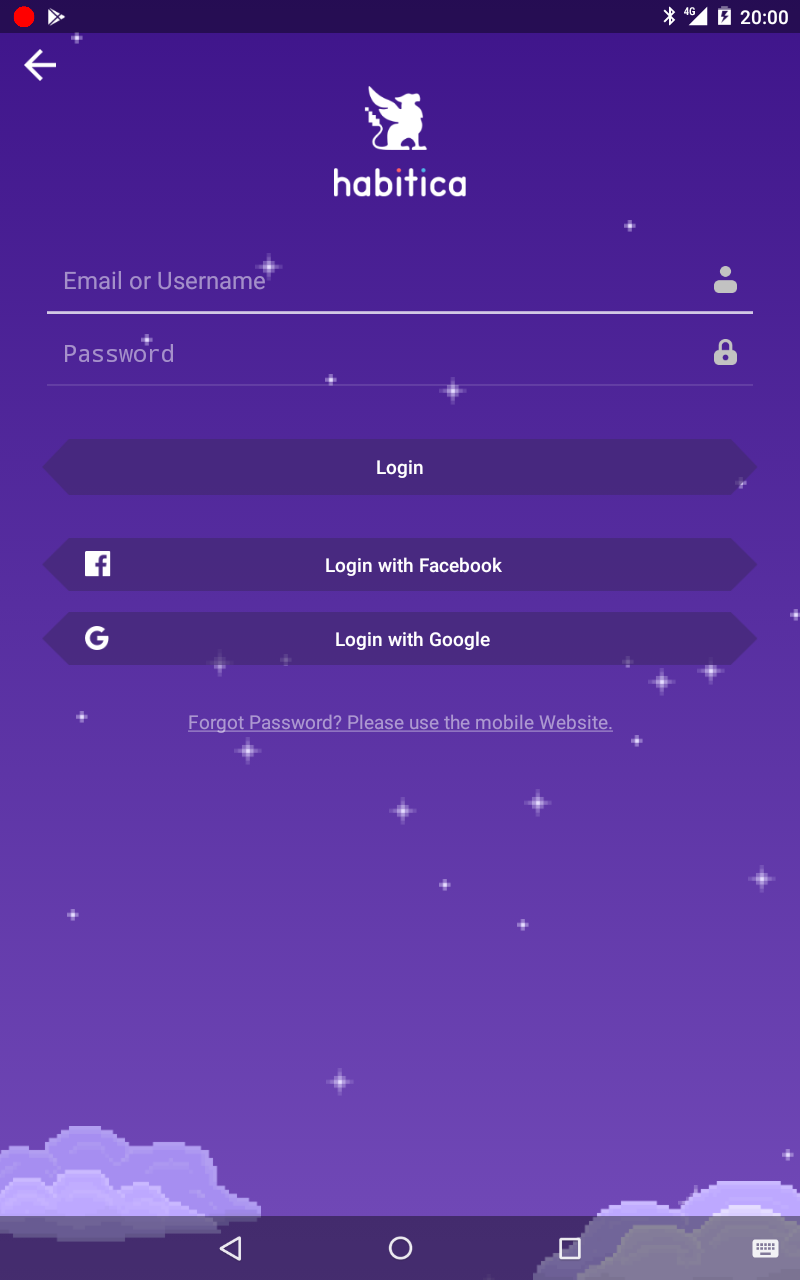 4G 20:00
habitica
Email or Username
Password
Login
Login with Facebook
Login with Google
Forgot Password? Please use the mobile Website.